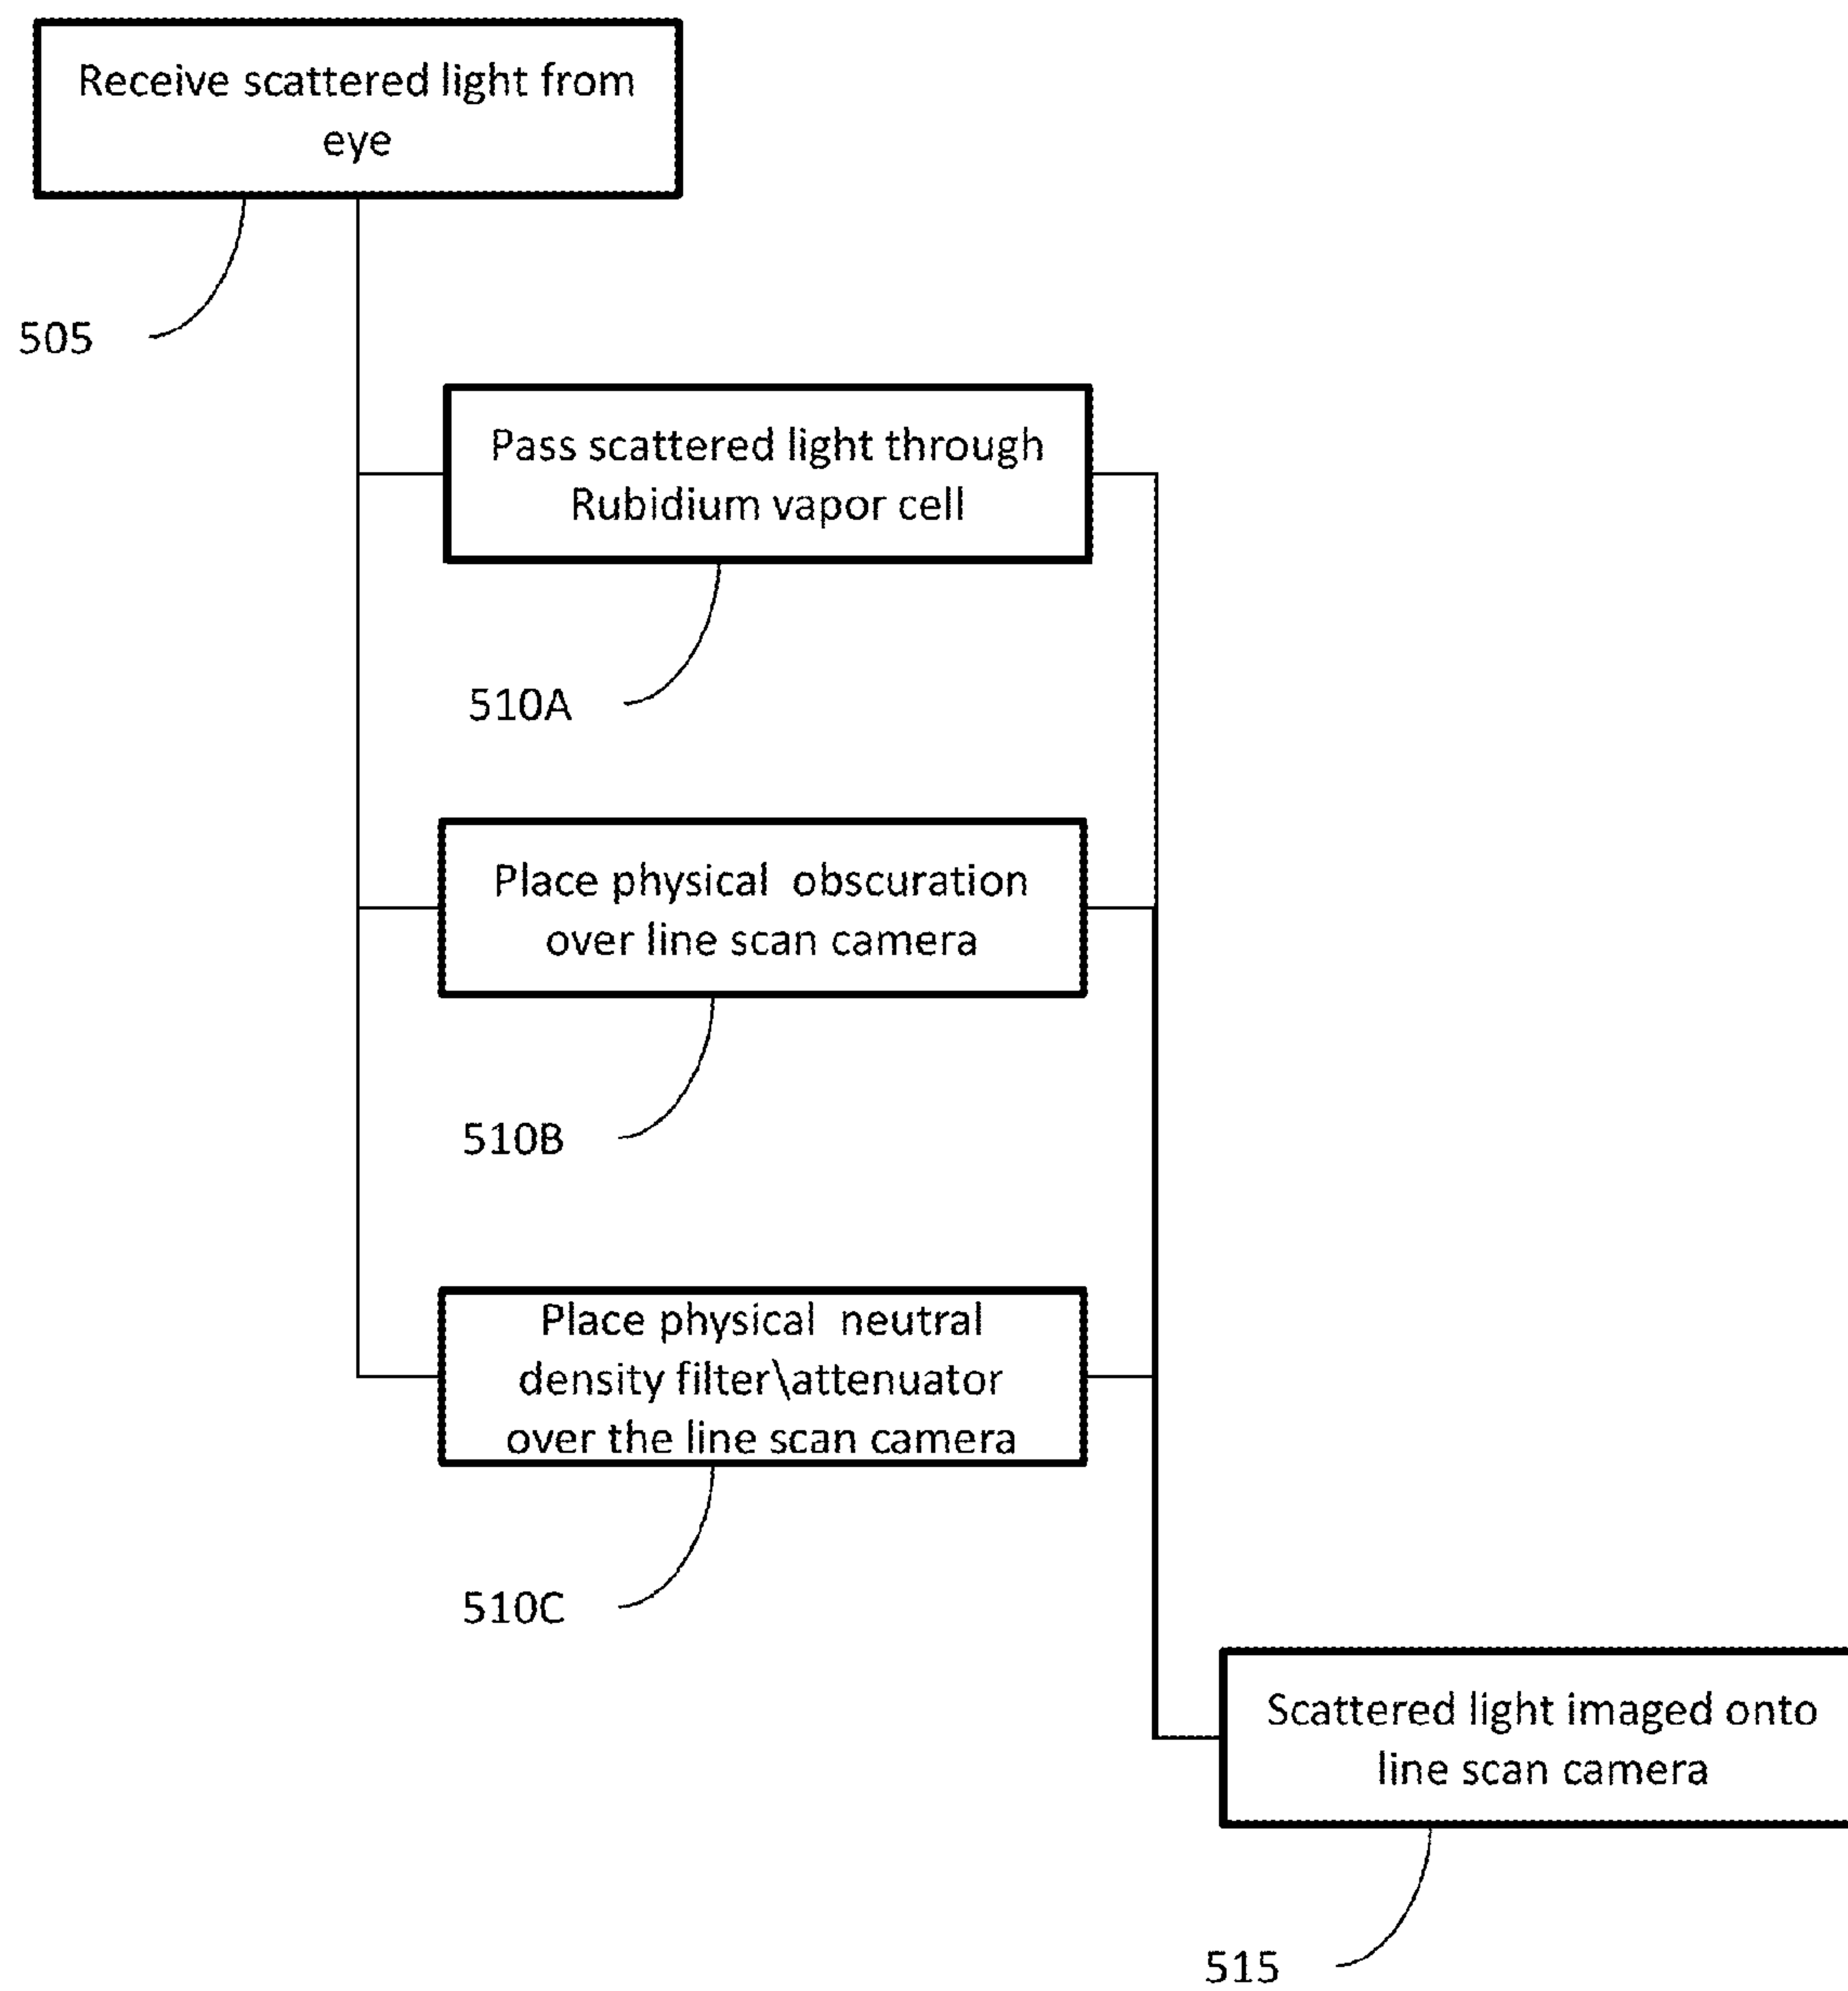 Receive scattered light from
eye
505
Pass scattered light through
Rubidium vapor cell
510A
Place physical obscuration
over line scan camera
510B
Place physical neutral
density filter\attenuator
over the line scan camera
510C
Scattered light imaged onto
line scan camera
515